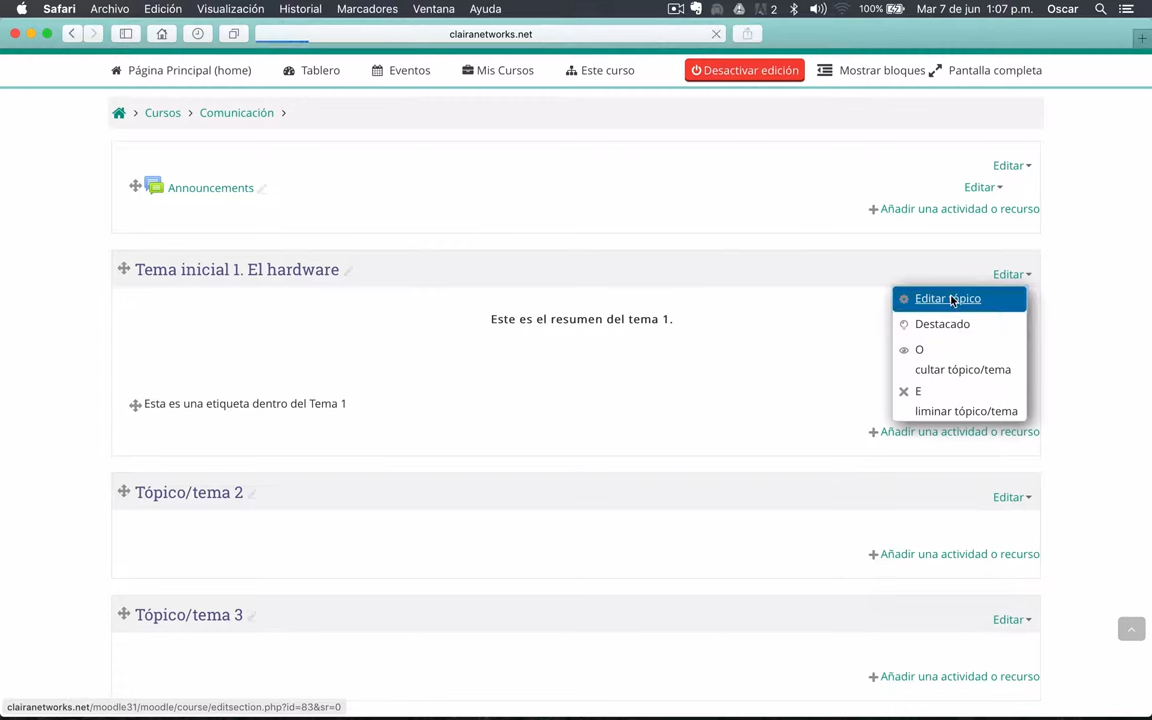 Safari Archivo Edición Visualización Historial Marcadores Ventana Ayuda 2 100% Mar 7 de jun 1:07 p.m. Oscar
clairanetworks.net
Página Principal (home) Tablero Eventos Mis Cursos Este curso Desactivar edición Mostrar bloques Pantalla completa
Cursos > Comunicación >
Editar
Announcements Editar
Añadir una actividad o recurso
Tema inicial 1. El hardware Editar
Editar tópico
Este es el resumen del tema 1.
Destacado
O
cultar tópico/tema
E
liminar tópico/tema
Esta es una etiqueta dentro del Tema 1
Añadir una actividad o recurso
Tópico/tema 2 Editar
Añadir una actividad o recurso
Tópico/tema 3 Editar
Añadir una actividad o recurso
clairanetworks.net/moodle31/moodle/course/editsection.php?id=83&sr=0